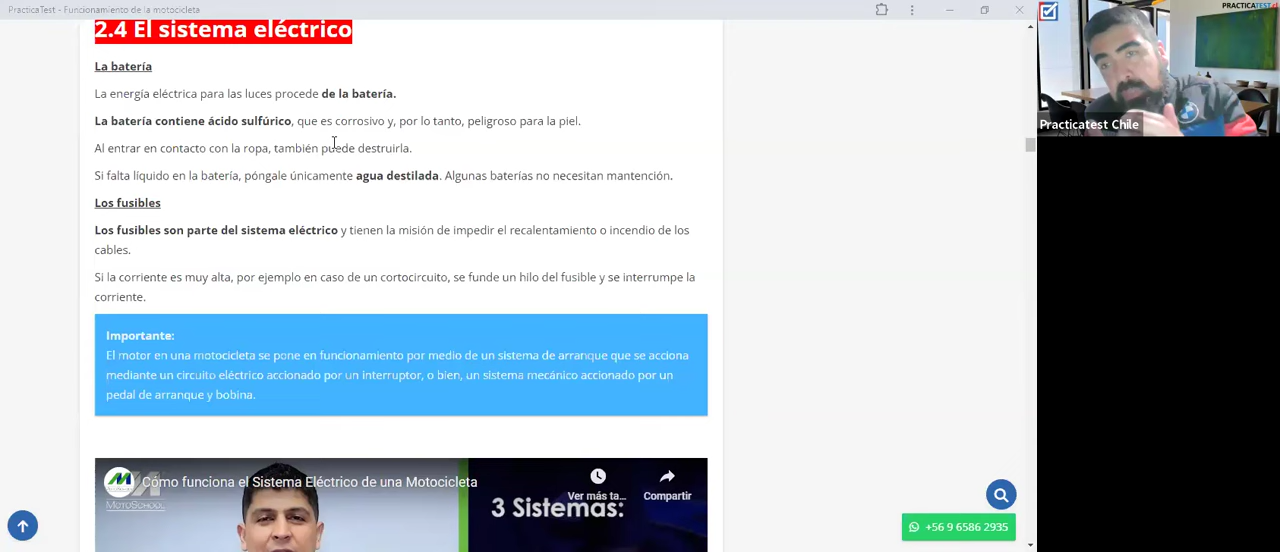 PracticaTest - Funcionamiento de la motocicleta
PRACTICATEST.cl
2.4 El sistema eléctrico
La batería
La energía eléctrica para las luces procede de la batería.
La batería contiene ácido sulfúrico, que es corrosivo y, por lo tanto, peligroso para la piel.
Al entrar en contacto con la ropa, también puede destruirla.
Si falta líquido en la batería, póngale únicamente agua destilada. Algunas baterías no necesitan mantención.
Los fusibles
Los fusibles son parte del sistema eléctrico y tienen la misión de impedir el recalentamiento o incendio de los
cables.
Si la corriente es muy alta, por ejemplo en caso de un cortocircuito, se funde un hilo del fusible y se interrumpe la
corriente.
Importante:
El motor en una motocicleta se pone en funcionamiento por medio de un sistema de arranque que se acciona
mediante un circuito eléctrico accionado por un interruptor, o bien, un sistema mecánico accionado por un
pedal de arranque y bobina.
Cómo funciona el Sistema Eléctrico de una Motocicleta
MOTOSCHOOL
Ver más ta...
Compartir
3 Sistemas:
+56 9 6586 2935
Practicatest Chile